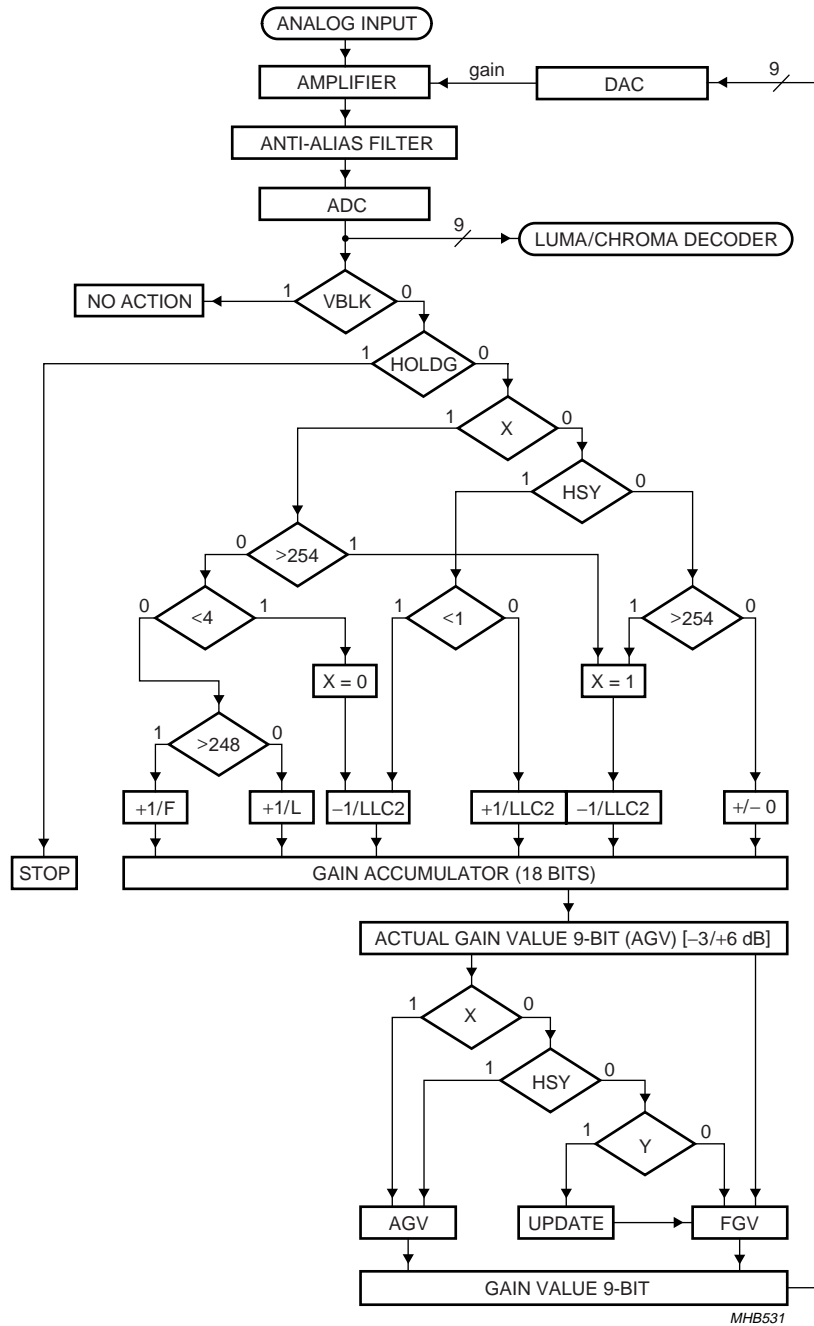 ANALOG INPUT
gain
9
AMPLIFIER
DAC
ANTI-ALIAS FILTER
ADC
9
LUMA/CHROMA DECODER
1
0
NO ACTION
VBLK
1
0
HOLDG
1
0
X
1
0
HSY
0
1
>254
0
1
<4
1
0
<1
1
0
>254
X = 0
X = 1
1
0
>248
+1/F
+1/L
−1/LLC2
+1/LLC2
−1/LLC2
+/− 0
STOP
GAIN ACCUMULATOR (18 BITS)
ACTUAL GAIN VALUE 9-BIT (AGV) [−3/+6 dB]
1
0
X
1
0
HSY
1
0
Y
AGV
UPDATE
FGV
GAIN VALUE 9-BIT
MHB531